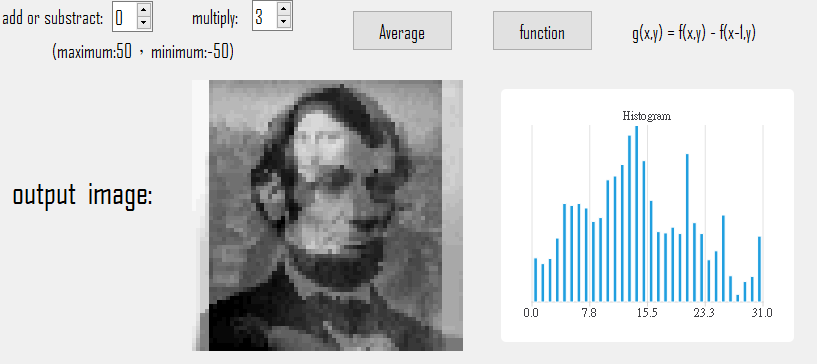 add or substract: 0 multiply: 3 Average function g(x,y) = f(x,y) - f(x-1,y)
(maximum:50，minimum:-50)
Histogram
output image:
0.0 7.8 15.5 23.3 31.0